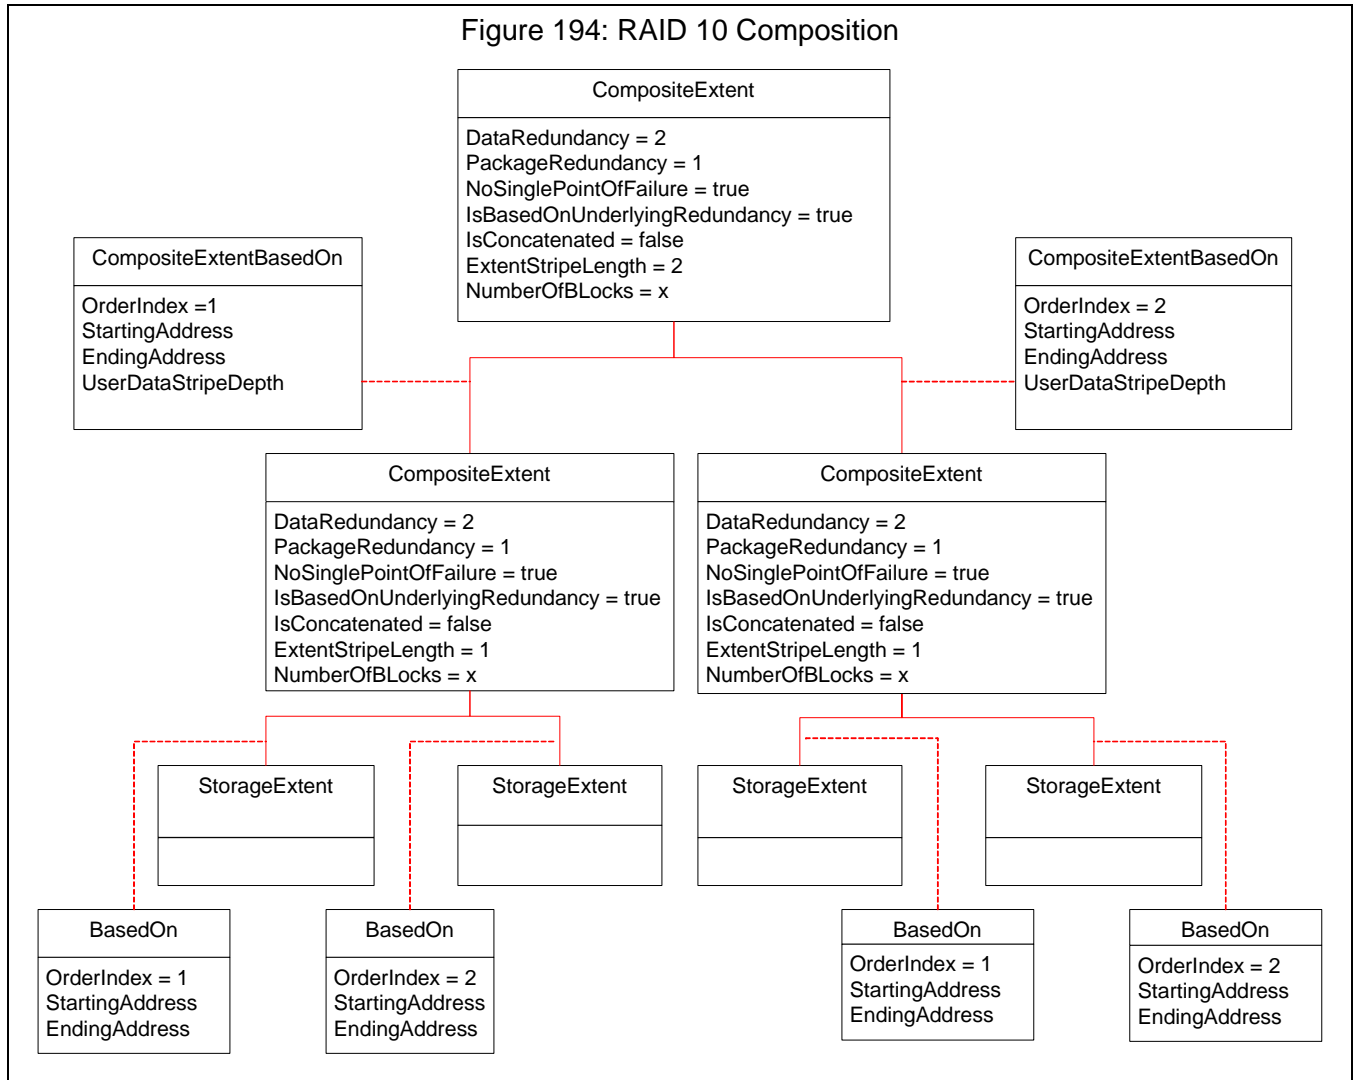 Figure 194: RAID 10 Composition
CompositeExtent
DataRedundancy = 2
PackageRedundancy = 1
NoSinglePointOfFailure = true
IsBasedOnUnderlyingRedundancy = true
IsConcatenated = false
ExtentStripeLength = 2
NumberOfBLocks = x
CompositeExtentBasedOn
OrderIndex =1
StartingAddress
EndingAddress
UserDataStripeDepth
CompositeExtentBasedOn
OrderIndex = 2
StartingAddress
EndingAddress
UserDataStripeDepth
CompositeExtent
DataRedundancy = 2
PackageRedundancy = 1
NoSinglePointOfFailure = true
IsBasedOnUnderlyingRedundancy = true
IsConcatenated = false
ExtentStripeLength = 1
NumberOfBLocks = x
CompositeExtent
DataRedundancy = 2
PackageRedundancy = 1
NoSinglePointOfFailure = true
IsBasedOnUnderlyingRedundancy = true
IsConcatenated = false
ExtentStripeLength = 1
NumberOfBLocks = x
StorageExtent
StorageExtent
StorageExtent
StorageExtent
BasedOn
OrderIndex = 1
StartingAddress
EndingAddress
BasedOn
OrderIndex = 2
StartingAddress
EndingAddress
BasedOn
OrderIndex = 1
StartingAddress
EndingAddress
BasedOn
OrderIndex = 2
StartingAddress
EndingAddress